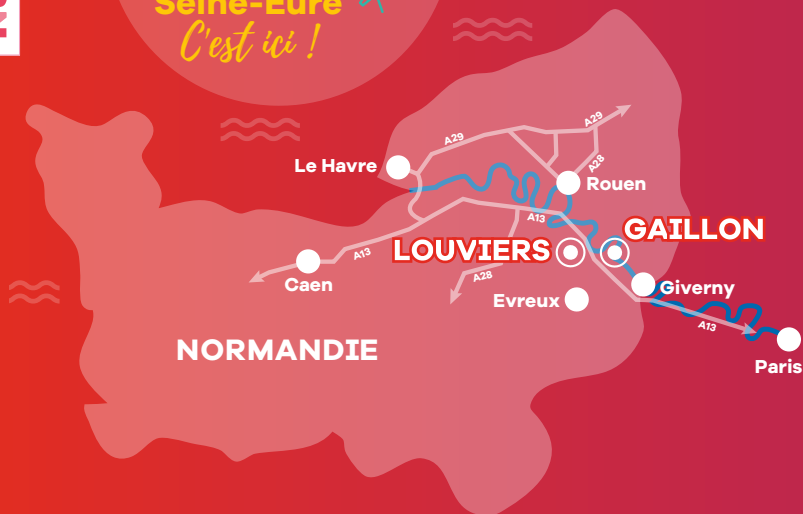 Seine-Eure
C'est ici !
A29
A29
Le Havre
A28
Rouen
A13
GAILLON
LOUVIERS
A13
A28
Caen
Evreux
Giverny
A13
NORMANDIE
Paris